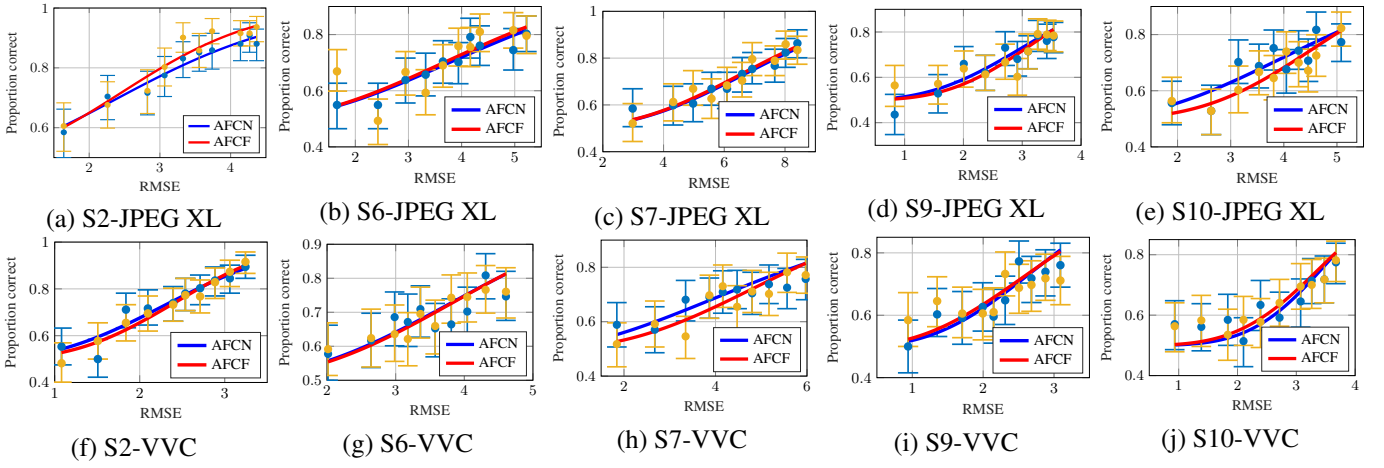 Proportion correct
1
0.8
0.6
2
3
4
RMSE
AFCN
AFCF
(a) S2-JPEG XL
0.8
0.6
0.4
2
3
4
5
RMSE
AFCN
AFCF
(b) S6-JPEG XL
Proportion correct
1
0.8
0.6
0.4
2
4
6
8
RMSE
AFCN
AFCF
(c) S7-JPEG XL
Proportion correct
1
0.8
0.6
0.4
1
2
3
4
RMSE
AFCN
AFCF
(d) S9-JPEG XL
Proportion correct
0.8
0.6
0.4
2
3
4
5
RMSE
AFCN
AFCF
(e) S10-JPEG XL
Proportion correct
1
0.8
0.6
0.4
1
2
3
RMSE
AFCN
AFCF
(f) S2-VVC
Proportion correct
0.9
0.8
0.7
0.6
0.5
2
3
4
5
RMSE
AFCN
AFCF
(g) S6-VVC
Proportion correct
0.8
0.6
0.4
2
3
4
5
6
RMSE
AFCN
AFCF
(h) S7-VVC
Proportion correct
0.8
0.6
0.4
1
2
3
RMSE
AFCN
AFCF
(i) S9-VVC
Proportion correct
0.8
0.6
0.4
1
2
3
4
RMSE
AFCN
AFCF
(j) S10-VVC